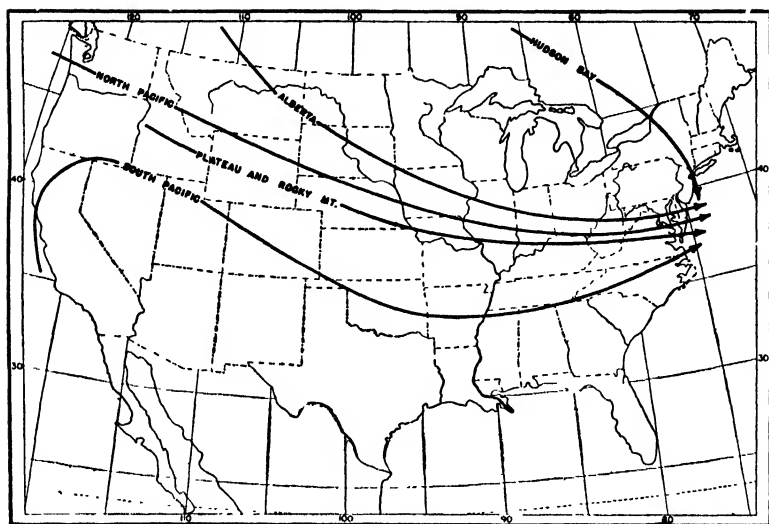 120 110 100 90 80 70
HUDSON BAY
NORTH PACIFIC
ALBERTA
PLATEAU AND ROCKY MT.
SOUTH PACIFIC
40 40
30 30
110 100 90 80